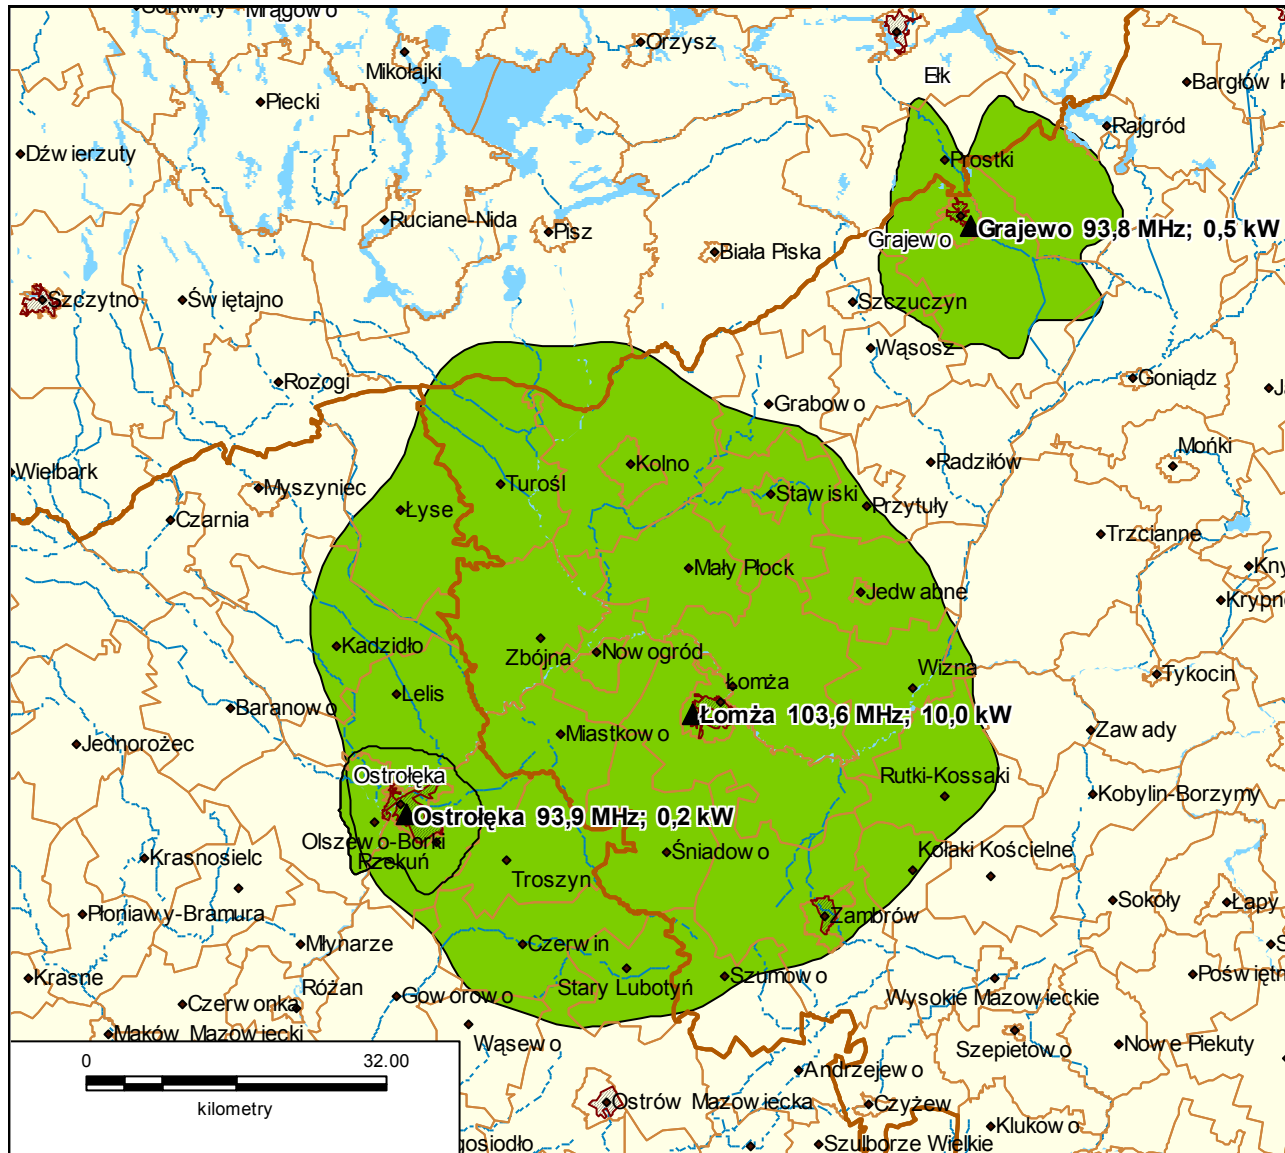 Sorkwity
Mrągowo
Orzysz
Mikołajki
Ełk
Bargłów K
Piecki
Rajgród
Dźwierzuty
Prostki
Ruciane-Nida
Pisz
Grajewo 93,8 MHz; 0,5 kW
Grajewo
Biała Piska
Szczytno
Świętajno
Szczuczyn
Wąsosz
Rozogi
Goniądz
Grabowo
Mońki
Wielbark
Kolno
Radziłów
Myszyniec
Turośl
Stawiski
Przytuły
Łyse
Czarnia
Trzcianne
Mały Płock
Kny
Jedwabne
Krypn
Kadzidło
Zbójna
Nowogród
Wizna
Tykocin
Łomża
Lelis
Baranowo
Łomża 103,6 MHz; 10,0 kW
Jednorożec
Miastkowo
Zawady
Ostrołęka
Rutki-Kossaki
Kobylin-Borzymy
Ostrołęka 93,9 MHz; 0,2 kW
Olszewo-Borki
Rzekuń
Krasnosielc
Śniadowo
Kołaki Kościelne
Troszyn
Płoniawy-Bramura
Zambrów
Sokoły
Łapy
Młynarze
Czerwin
S
Krasne
Różan
Goworowo
Stary Lubotyń
Szumowo
Wysokie Mazowieckie
Poświętn
Czerwonka
Maków Mazowiecki
Wąsewo
Szepietowo
Nowe Piekuty
0 32.00
kilometry
Andrzejewo
Ostrów Mazowiecka
Czyżew
Klukowo
gosiodło
Szulborze Wielkie